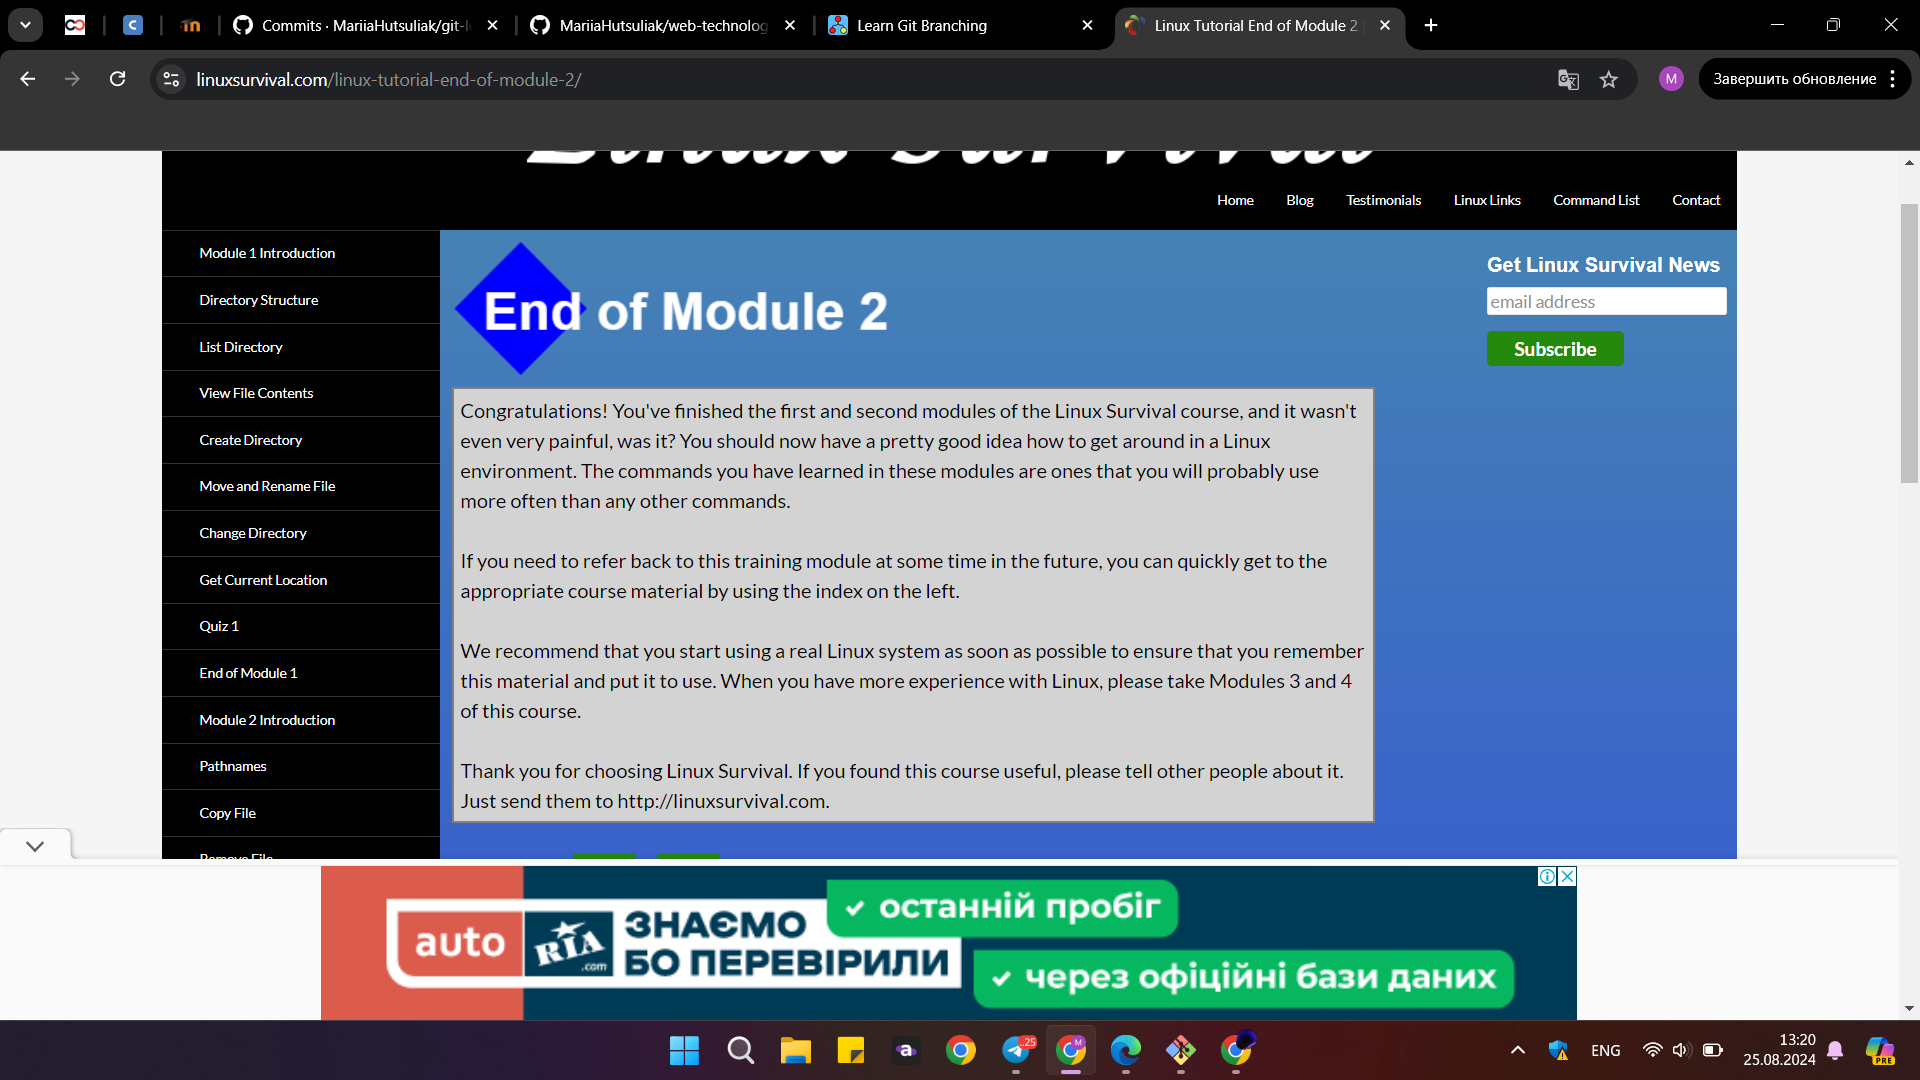 Commits · MariiaHutsuliak/git-l
MariiaHutsuliak/web-technolog
Learn Git Branching
Linux Tutorial End of Module 2
linuxsurvival.com/linux-tutorial-end-of-module-2/
M
Завершить обновление
Linux Survival
Home
Blog
Testimonials
Linux Links
Command List
Contact
Module 1 Introduction
Directory Structure
List Directory
View File Contents
Create Directory
Move and Rename File
Change Directory
Get Current Location
Quiz 1
End of Module 1
Module 2 Introduction
Pathnames
Copy File
Remove File
End of Module 2
Congratulations! You've finished the first and second modules of the Linux Survival course, and it wasn't
even very painful, was it? You should now have a pretty good idea how to get around in a Linux
environment. The commands you have learned in these modules are ones that you will probably use
more often than any other commands.
If you need to refer back to this training module at some time in the future, you can quickly get to the
appropriate course material by using the index on the left.
We recommend that you start using a real Linux system as soon as possible to ensure that you remember
this material and put it to use. When you have more experience with Linux, please take Modules 3 and 4
of this course.
Thank you for choosing Linux Survival. If you found this course useful, please tell other people about it.
Just send them to http://linuxsurvival.com.
Get Linux Survival News
email address
Subscribe
auto
RIA
.com
ЗНАЄМО
БО ПЕРЕВІРИЛИ
останній пробіг
через офіційні бази даних
ENG
13:20
25.08.2024
PRE